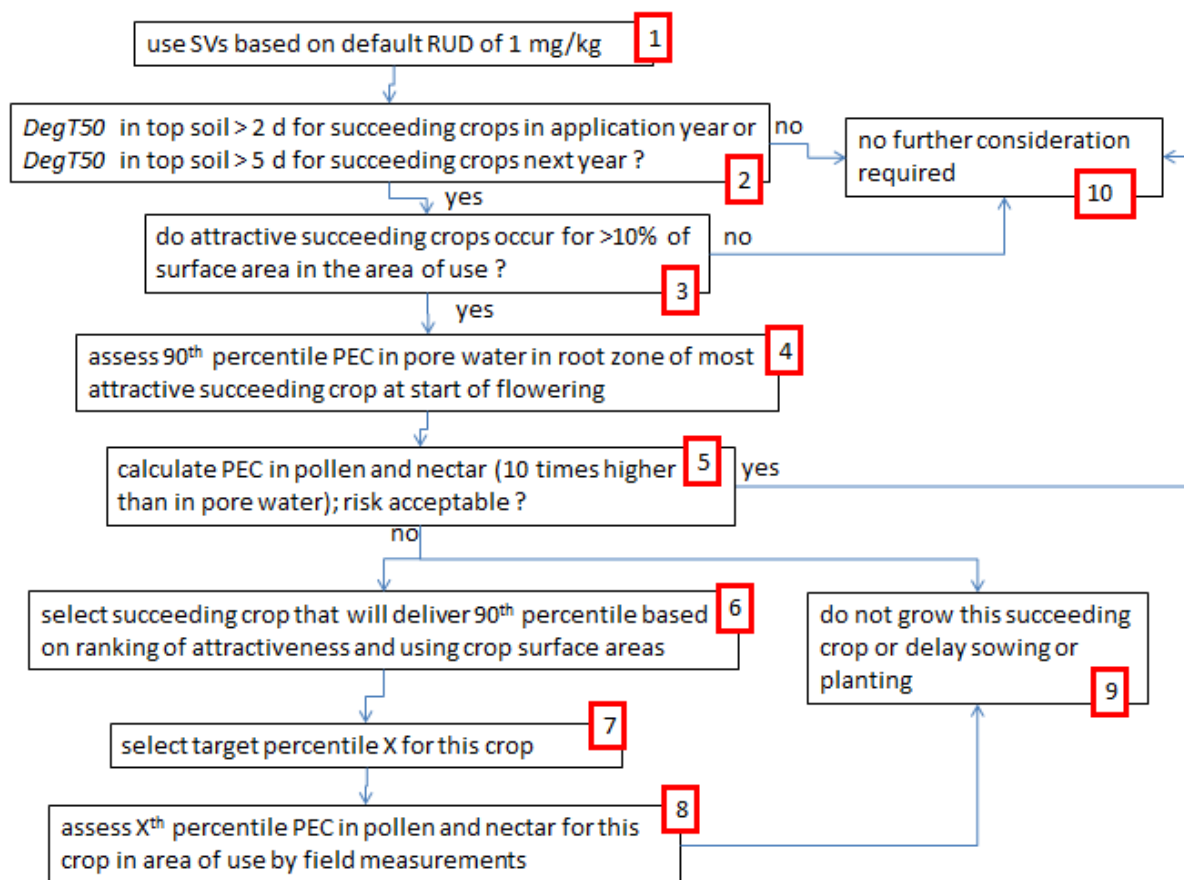 use SVs based on default RUD of 1 mg/kg
1
DegT50 in top soil > 2 d for succeeding crops in application year or
DegT50 in top soil > 5 d for succeeding crops next year ?
2
no
no further consideration
required
10
yes
do attractive succeeding crops occur for >10% of
surface area in the area of use ?
3
no
yes
assess 90th percentile PEC in pore water in root zone of most
attractive succeeding crop at start of flowering
4
calculate PEC in pollen and nectar (10 times higher
than in pore water); risk acceptable ?
5
yes
no
select succeeding crop that will deliver 90th percentile based
on ranking of attractiveness and using crop surface areas
6
do not grow this succeeding
crop or delay sowing or
planting
9
select target percentile X for this crop
7
assess Xth percentile PEC in pollen and nectar for this
crop in area of use by field measurements
8